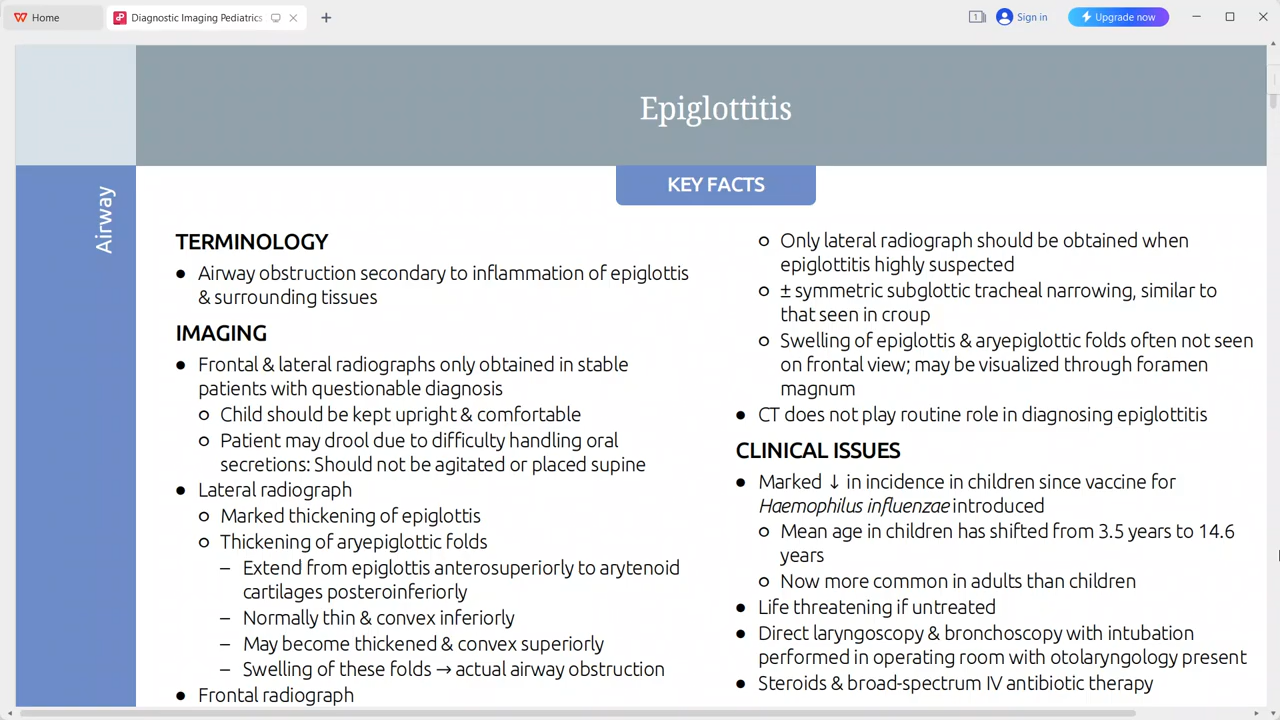 Home
Diagnostic Imaging Pediatrics
1
Sign in
Upgrade now
Epiglottitis
Airway
KEY FACTS
TERMINOLOGY
● Airway obstruction secondary to inflammation of epiglottis
& surrounding tissues
IMAGING
● Frontal & lateral radiographs only obtained in stable
patients with questionable diagnosis
○ Child should be kept upright & comfortable
○ Patient may drool due to difficulty handling oral
secretions: Should not be agitated or placed supine
● Lateral radiograph
○ Marked thickening of epiglottis
○ Thickening of aryepiglottic folds
– Extend from epiglottis anterosuperiorly to arytenoid
cartilages posteroinferiorly
– Normally thin & convex inferiorly
– May become thickened & convex superiorly
– Swelling of these folds → actual airway obstruction
● Frontal radiograph
○ Only lateral radiograph should be obtained when
epiglottitis highly suspected
○ ± symmetric subglottic tracheal narrowing, similar to
that seen in croup
○ Swelling of epiglottis & aryepiglottic folds often not seen
on frontal view; may be visualized through foramen
magnum
● CT does not play routine role in diagnosing epiglottitis
CLINICAL ISSUES
● Marked ↓ in incidence in children since vaccine for
Haemophilus influenzae introduced
○ Mean age in children has shifted from 3.5 years to 14.6
years
○ Now more common in adults than children
● Life threatening if untreated
● Direct laryngoscopy & bronchoscopy with intubation
performed in operating room with otolaryngology present
● Steroids & broad-spectrum IV antibiotic therapy